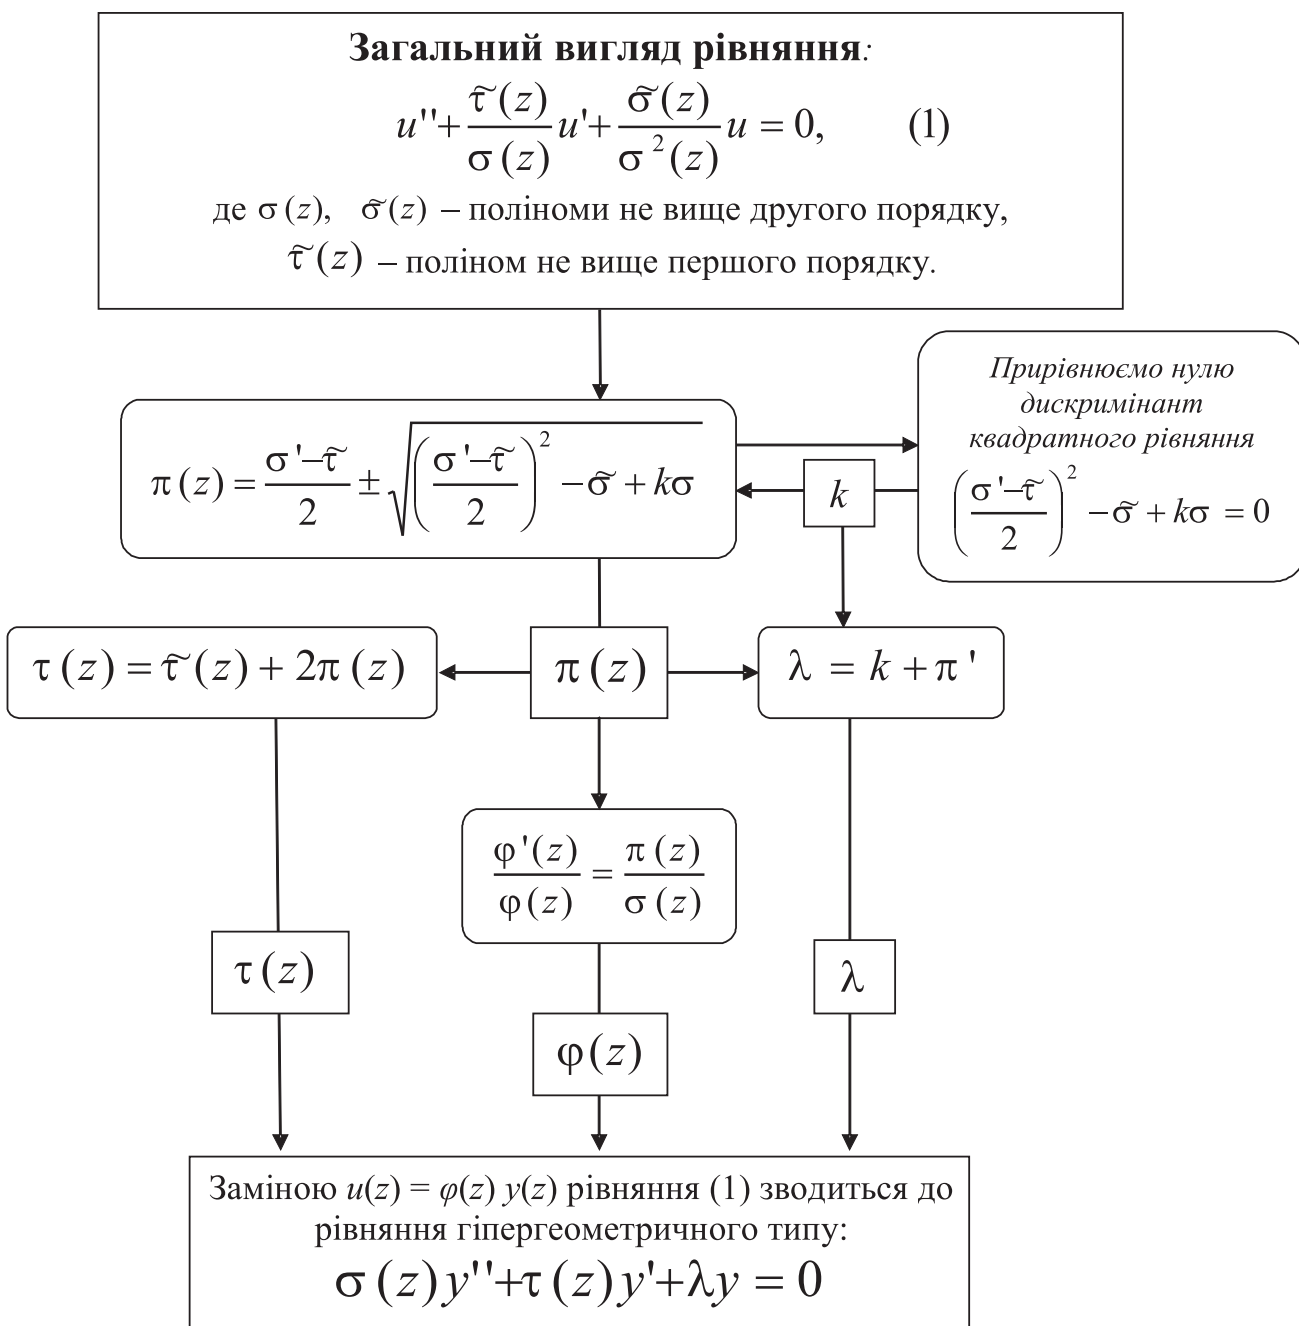 Загальний вигляд рівняння:
u''+ τ̃(z)/σ(z) u'+ σ̃(z)/σ²(z) u = 0, (1)
де σ(z), σ̃(z) – поліноми не вище другого порядку,
τ̃(z) – поліном не вище першого порядку.
Прирівнюємо нулю
дискримінант
квадратного рівняння
((σ'–τ̃)/2)² –σ̃ + kσ = 0
π(z) = (σ'–τ̃)/2 ± √(((σ'–τ̃)/2)² –σ̃ + kσ)
k
τ(z) = τ̃(z) + 2π(z)
π(z)
λ = k + π'
φ'(z)/φ(z) = π(z)/σ(z)
τ(z)
λ
φ(z)
Заміною u(z) = φ(z) y(z) рівняння (1) зводиться до
рівняння гіпергеометричного типу:
σ(z)y''+τ(z)y'+λy = 0